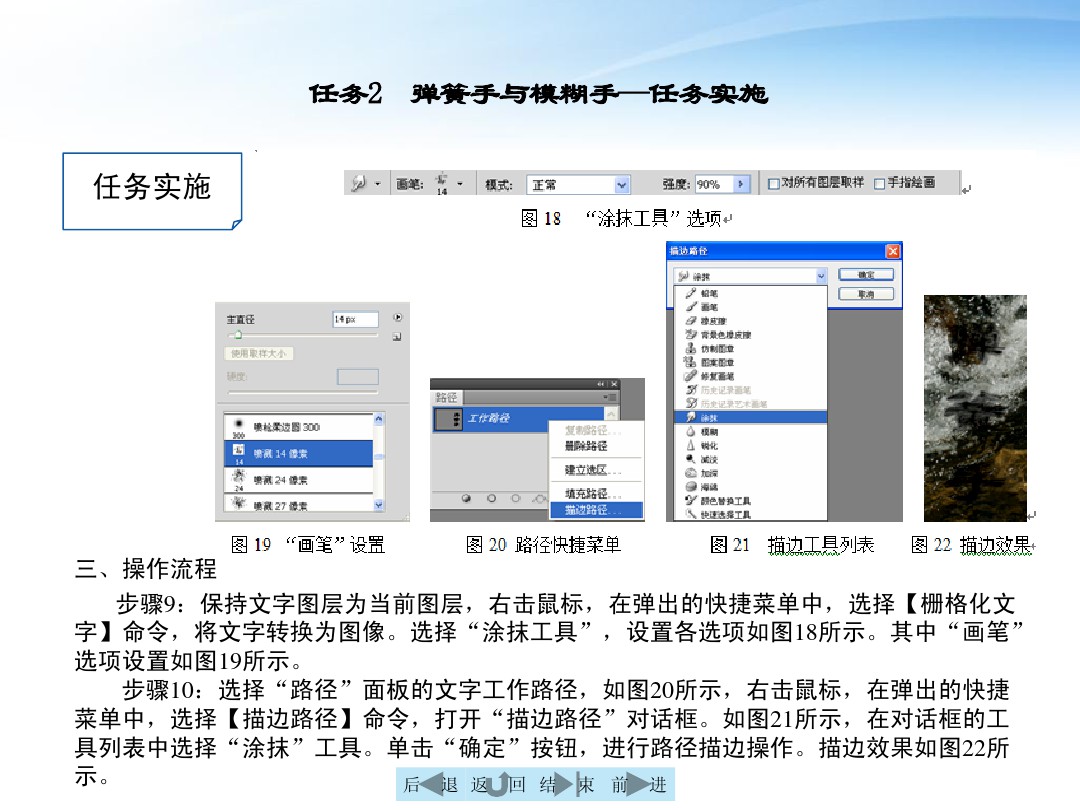 任务2 弹簧手与模糊手—任务实施
任务实施
画笔: 14 模式: 正常 强度: 90% 对所有图层取样 手指绘画
图 18 “涂抹工具”选项
主直径 14 px
使用取样大小
硬度:
300 喷枪柔边圆 300
14 喷溅 14 像素
24 喷溅 24 像素
喷溅 27 像素
图 19 “画笔”设置
路径
工作路径
复制路径...
删除路径
建立选区...
填充路径...
描边路径...
图 20 路径快捷菜单
描边路径
涂抹 确定
取消
铅笔
画笔
橡皮擦
背景色橡皮擦
仿制图章
图案图章
修复画笔
历史记录画笔
历史记录艺术画笔
涂抹
模糊
锐化
减淡
加深
海绵
颜色替换工具
快速选择工具
图 21 描边工具列表
图 22 描边效果
三、操作流程
步骤9：保持文字图层为当前图层，右击鼠标，在弹出的快捷菜单中，选择【栅格化文
字】命令，将文字转换为图像。选择“涂抹工具”，设置各选项如图18所示。其中“画笔”
选项设置如图19所示。
步骤10：选择“路径”面板的文字工作路径，如图20所示，右击鼠标，在弹出的快捷
菜单中，选择【描边路径】命令，打开“描边路径”对话框。如图21所示，在对话框的工
具列表中选择“涂抹”工具。单击“确定”按钮，进行路径描边操作。描边效果如图22所
示。
后退 返回 结束 前进